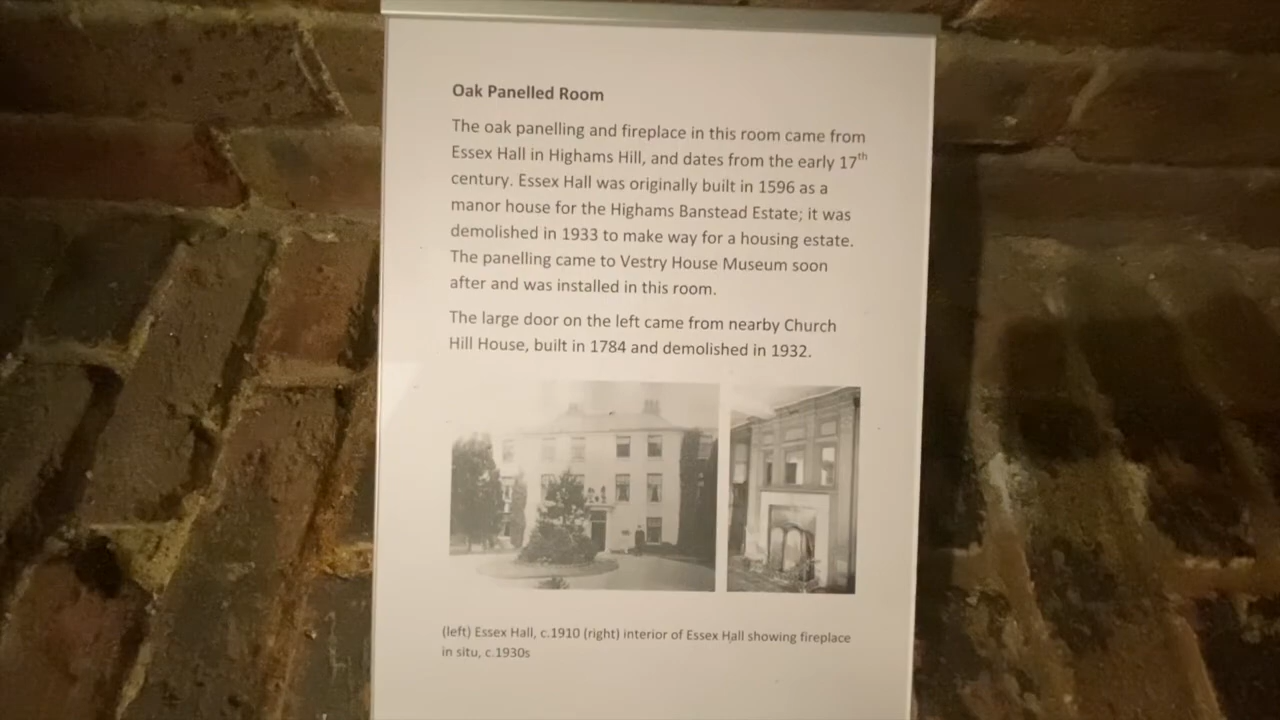 Oak Panelled Room
The oak panelling and fireplace in this room came from
Essex Hall in Highams Hill, and dates from the early 17th
century. Essex Hall was originally built in 1596 as a
manor house for the Highams Banstead Estate; it was
demolished in 1933 to make way for a housing estate.
The panelling came to Vestry House Museum soon
after and was installed in this room.
The large door on the left came from nearby Church
Hill House, built in 1784 and demolished in 1932.
(left) Essex Hall, c.1910 (right) interior of Essex Hall showing fireplace
in situ, c.1930s